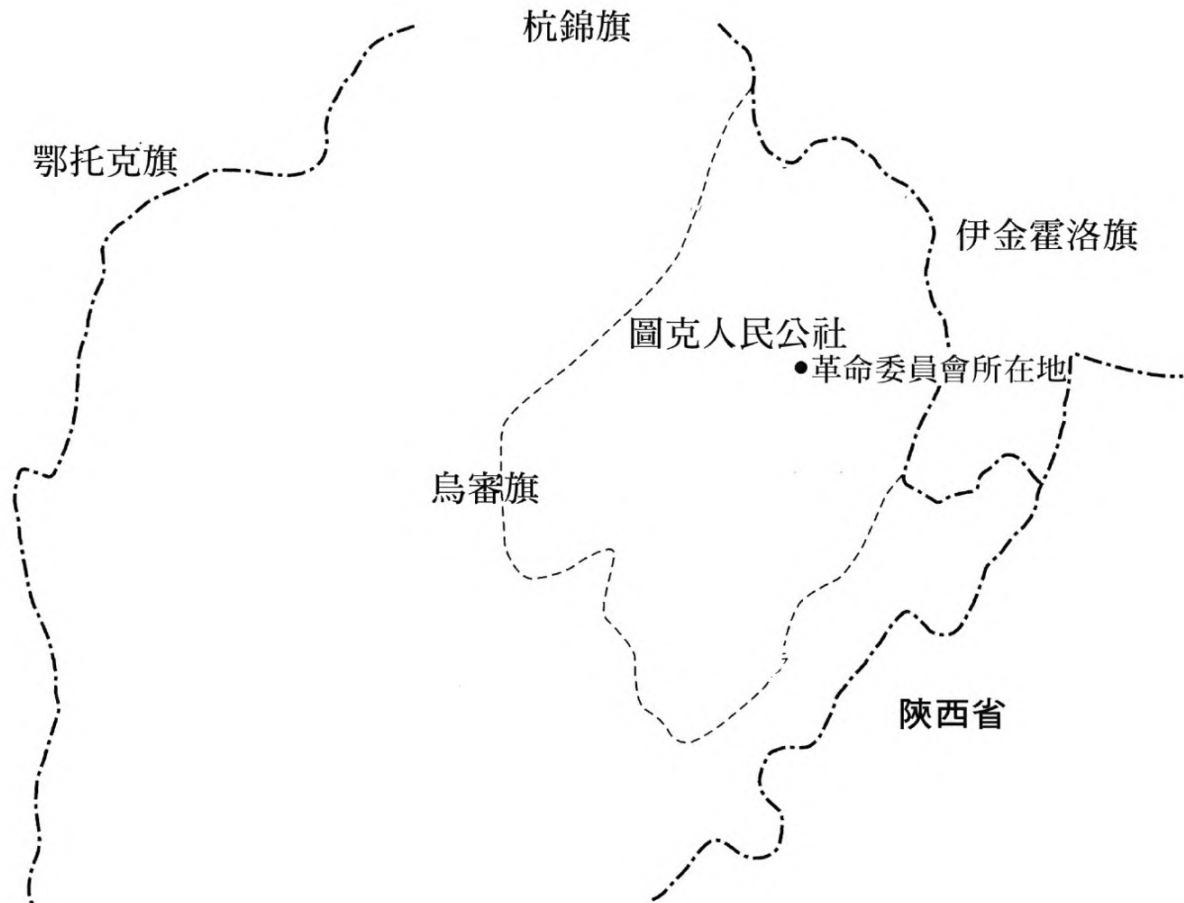 杭錦旗
鄂托克旗
伊金霍洛旗
圖克人民公社
革命委員會所在地
烏審旗
陝西省